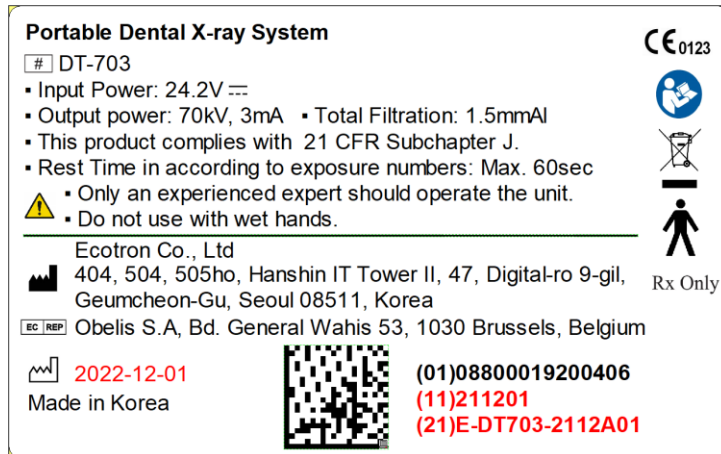 Portable Dental X-ray System
# DT-703
▪ Input Power: 24.2V ⎓
▪ Output power: 70kV, 3mA ▪ Total Filtration: 1.5mmAl
▪ This product complies with 21 CFR Subchapter J.
▪ Rest Time in according to exposure numbers: Max. 60sec
▪ Only an experienced expert should operate the unit.
▪ Do not use with wet hands.
CE 0123
Rx Only
Ecotron Co., Ltd
404, 504, 505ho, Hanshin IT Tower II, 47, Digital-ro 9-gil,
Geumcheon-Gu, Seoul 08511, Korea
EC REP Obelis S.A, Bd. General Wahis 53, 1030 Brussels, Belgium
2022-12-01
Made in Korea
(01)08800019200406
(11)211201
(21)E-DT703-2112A01